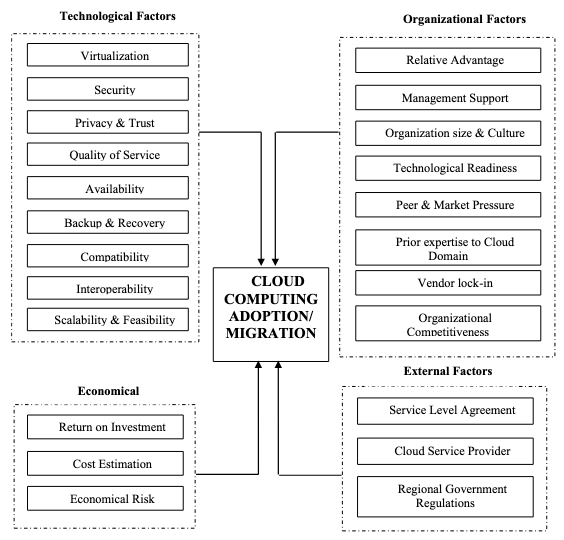 Technological Factors
Virtualization
Security
Privacy & Trust
Quality of Service
Availability
Backup & Recovery
Compatibility
Interoperability
Scalability & Feasibility
Organizational Factors
Relative Advantage
Management Support
Organization size & Culture
Technological Readiness
Peer & Market Pressure
Prior expertise to Cloud
Domain
Vendor lock-in
Organizational
Competitiveness
CLOUD
COMPUTING
ADOPTION/
MIGRATION
Economical
Return on Investment
Cost Estimation
Economical Risk
External Factors
Service Level Agreement
Cloud Service Provider
Regional Government
Regulations